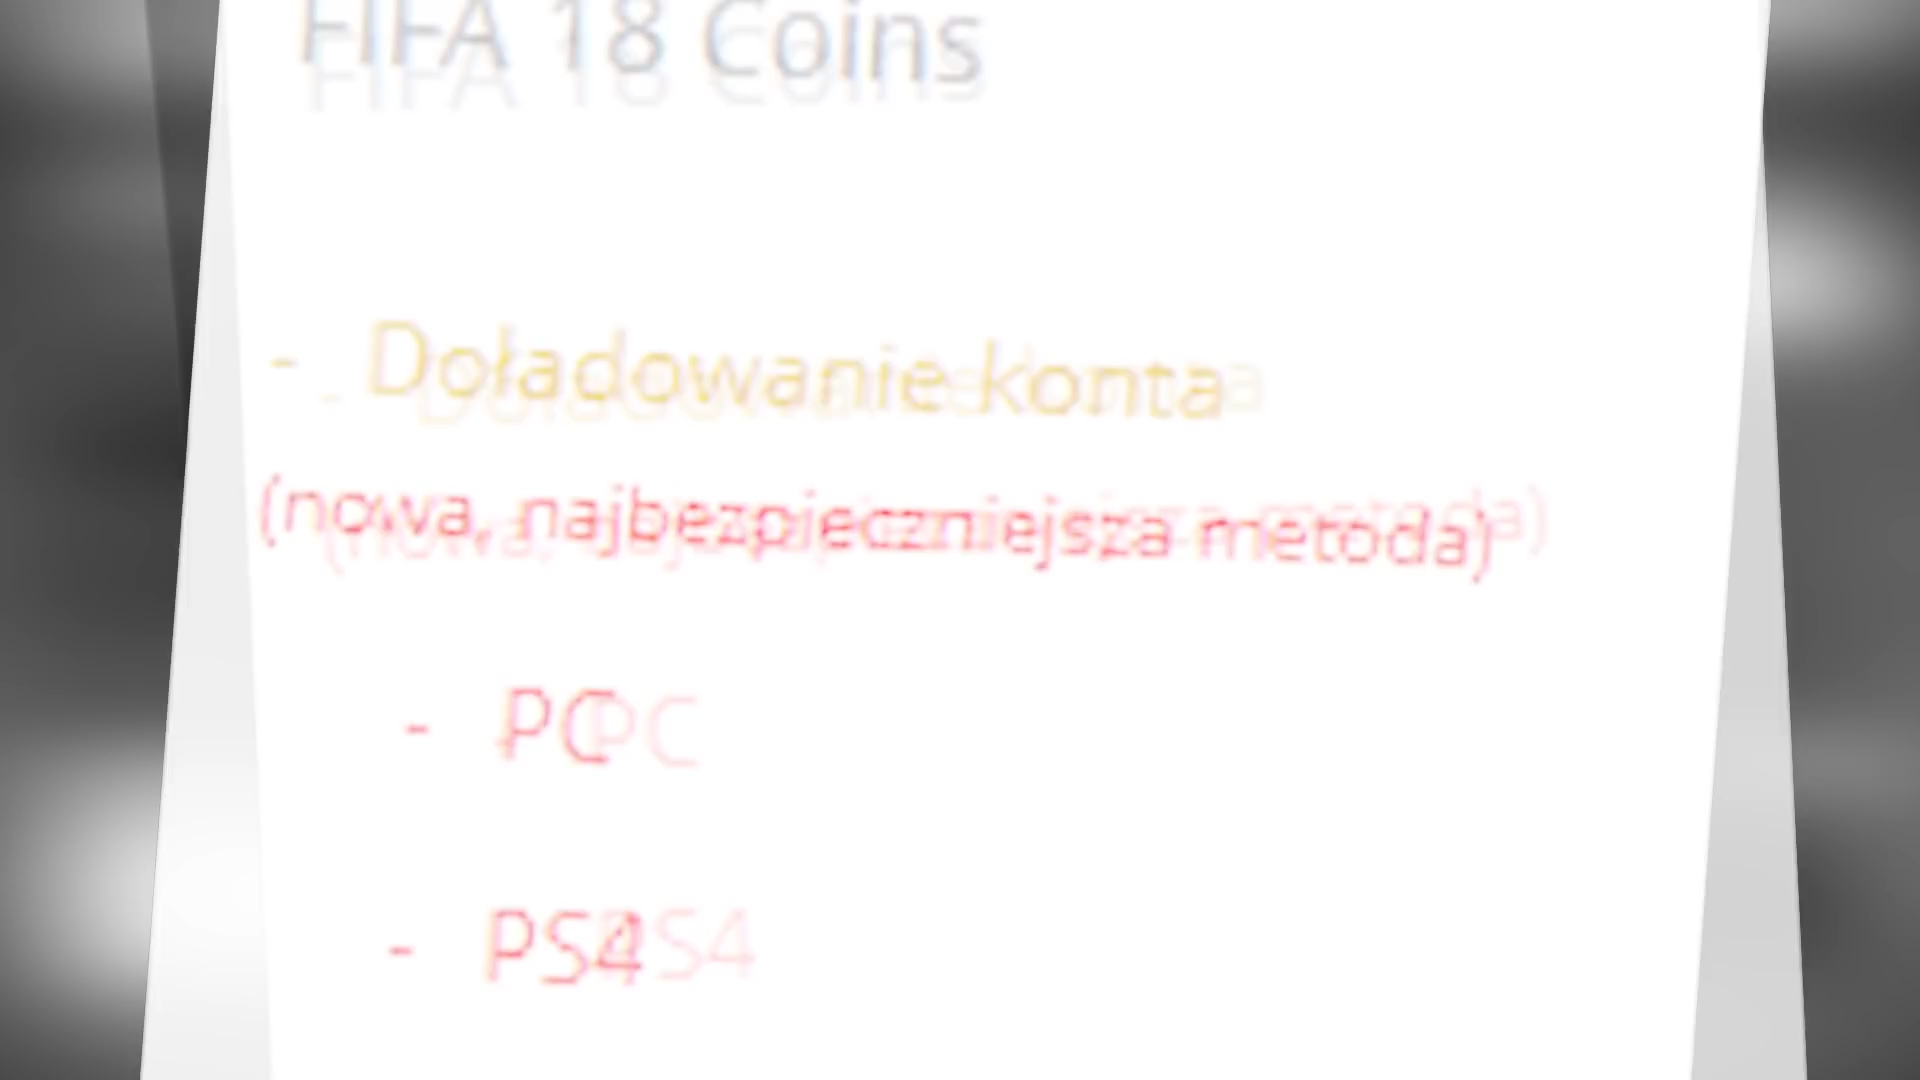 FIFA 18 Coins
- Doładowanie konta
(nowa, najbezpieczniejsza metoda)
- PC
- PS4